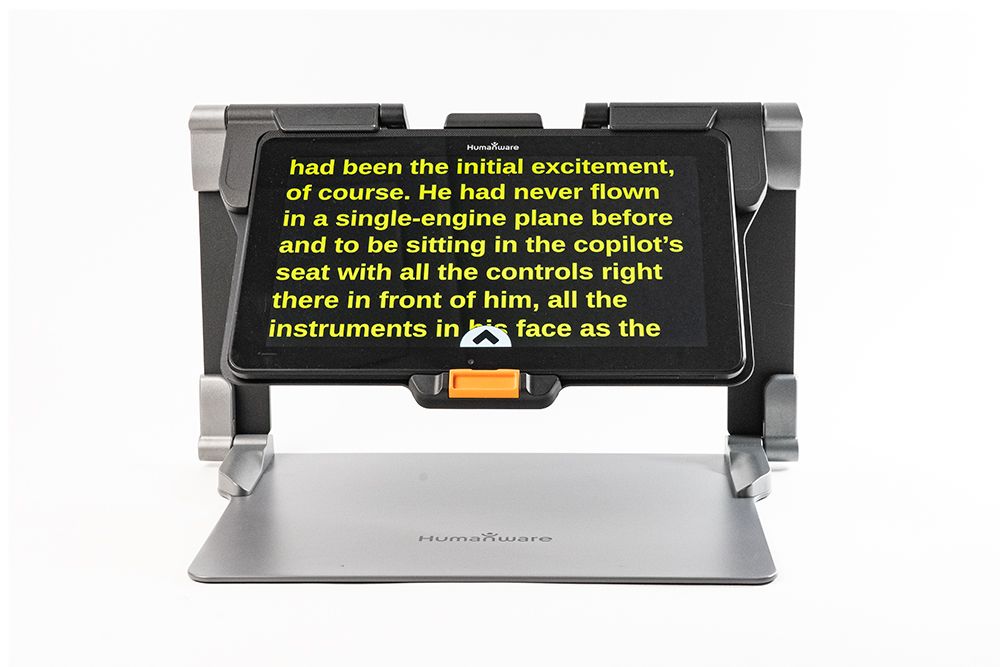 HumanWare
had been the initial excitement,
of course. He had never flown
in a single-engine plane before
and to be sitting in the copilot’s
seat with all the controls right
there in front of him, all the
instruments in his face as the
HumanWare